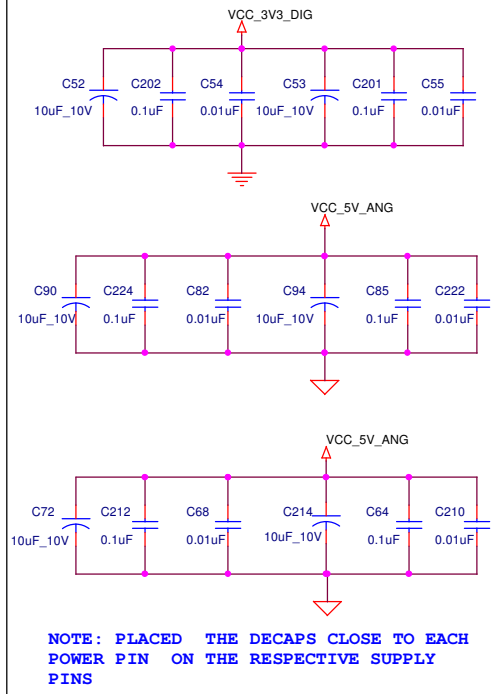 VCC_3V3_DIG
C52 C202 C54 C53 C201 C55
10uF_10V 0.1uF 0.01uF 10uF_10V 0.1uF 0.01uF
VCC_5V_ANG
C90 C224 C82 C94 C85 C222
10uF_10V 0.1uF 0.01uF 10uF_10V 0.1uF 0.01uF
VCC_5V_ANG
C72 C212 C68 C214 C64 C210
10uF_10V 0.1uF 0.01uF 10uF_10V 0.1uF 0.01uF
NOTE: PLACED THE DECAPS CLOSE TO EACH
POWER PIN ON THE RESPECTIVE SUPPLY
PINS